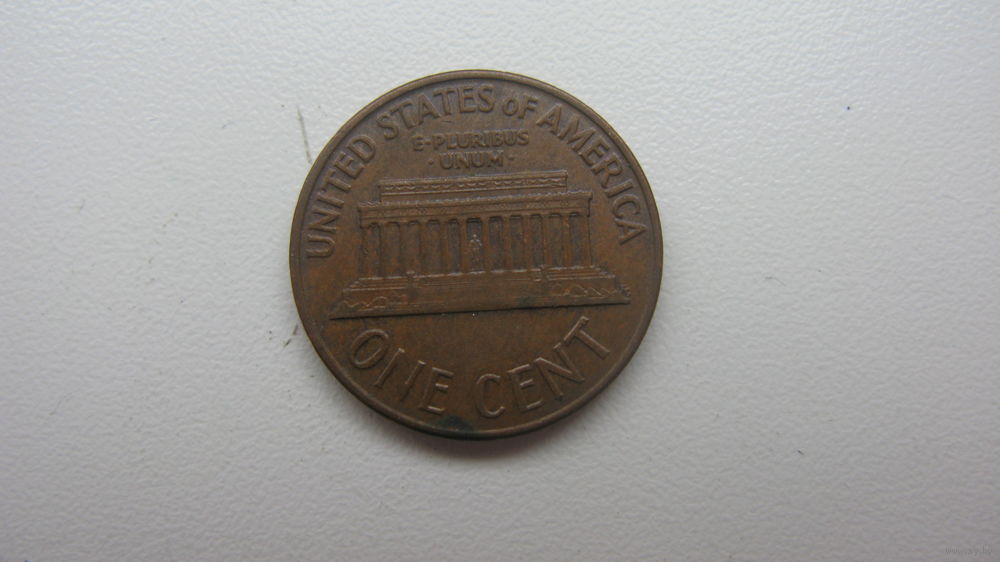 UNITED STATES oF AMERICA
E·PLURIBUS
·UNUM·
ONE CENT